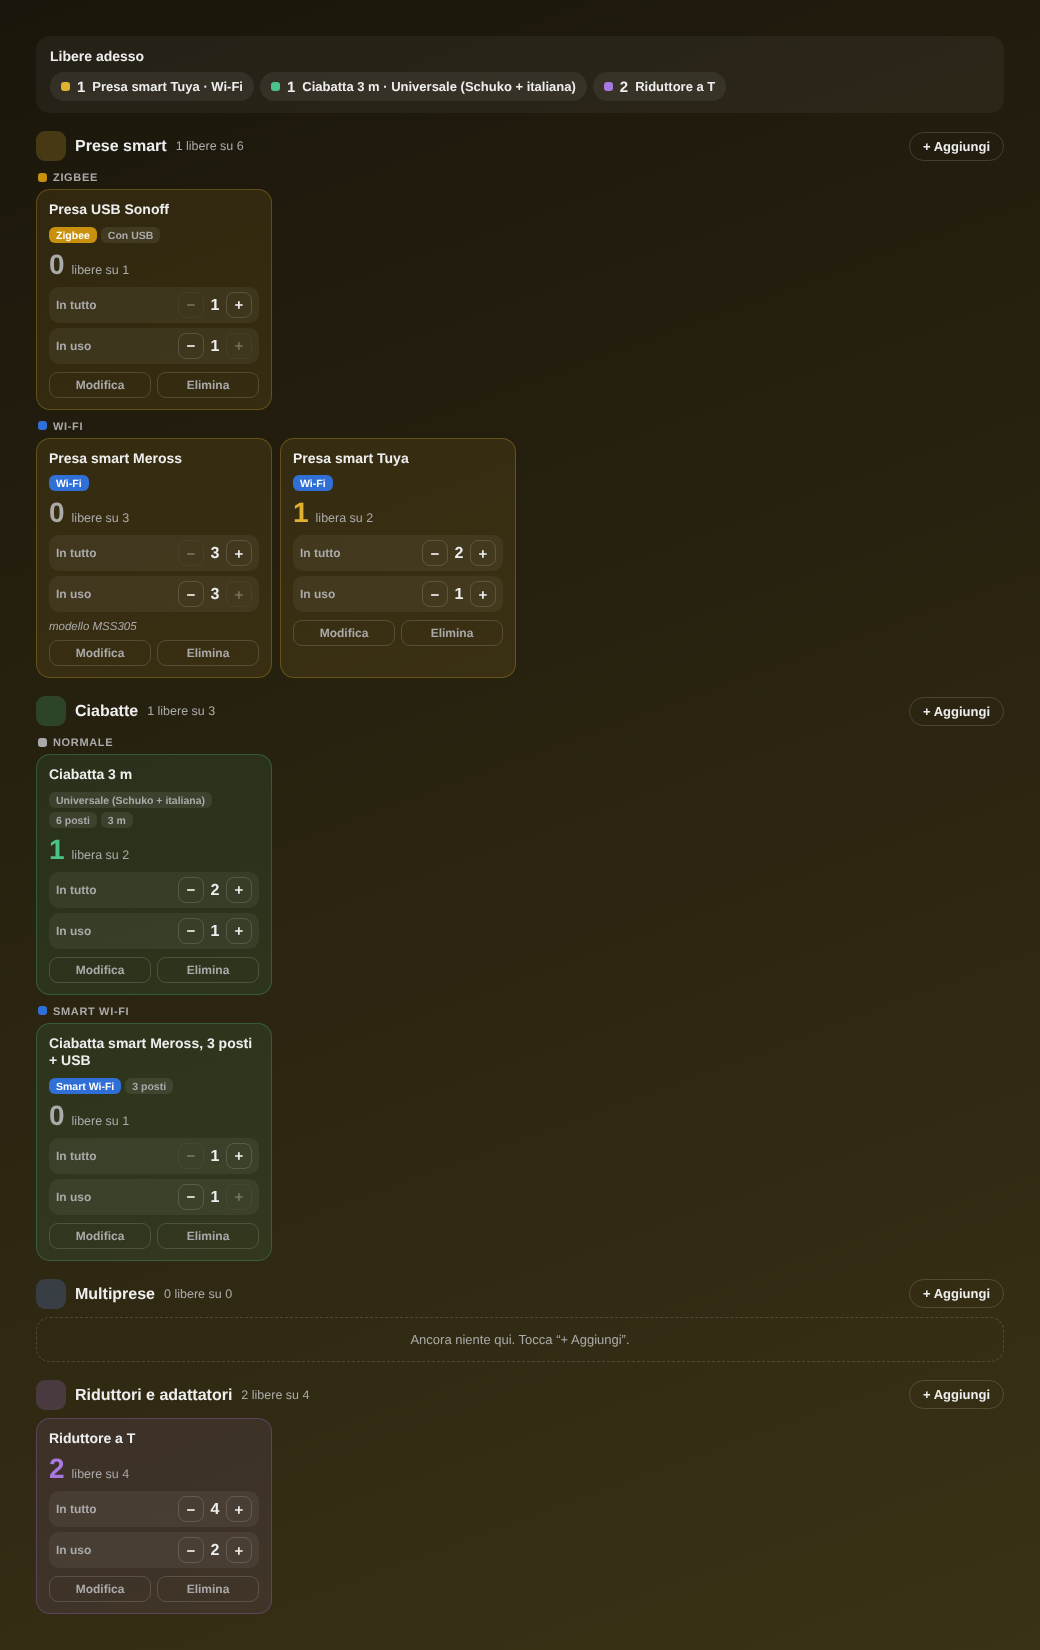 Libere adesso
1 Presa smart Tuya · Wi-Fi 1 Ciabatta 3 m · Universale (Schuko + italiana) 2 Riduttore a T
Prese smart 1 libere su 6 + Aggiungi
ZIGBEE
Presa USB Sonoff
Zigbee Con USB
0 libere su 1
In tutto − 1 +
In uso − 1 +
Modifica Elimina
WI-FI
Presa smart Meross
Wi-Fi
0 libere su 3
In tutto − 3 +
In uso − 3 +
modello MSS305
Modifica Elimina
Presa smart Tuya
Wi-Fi
1 libera su 2
In tutto − 2 +
In uso − 1 +
Modifica Elimina
Ciabatte 1 libere su 3 + Aggiungi
NORMALE
Ciabatta 3 m
Universale (Schuko + italiana)
6 posti 3 m
1 libera su 2
In tutto − 2 +
In uso − 1 +
Modifica Elimina
SMART WI-FI
Ciabatta smart Meross, 3 posti
+ USB
Smart Wi-Fi 3 posti
0 libere su 1
In tutto − 1 +
In uso − 1 +
Modifica Elimina
Multiprese 0 libere su 0 + Aggiungi
Ancora niente qui. Tocca “+ Aggiungi”.
Riduttori e adattatori 2 libere su 4 + Aggiungi
Riduttore a T
2 libere su 4
In tutto − 4 +
In uso − 2 +
Modifica Elimina